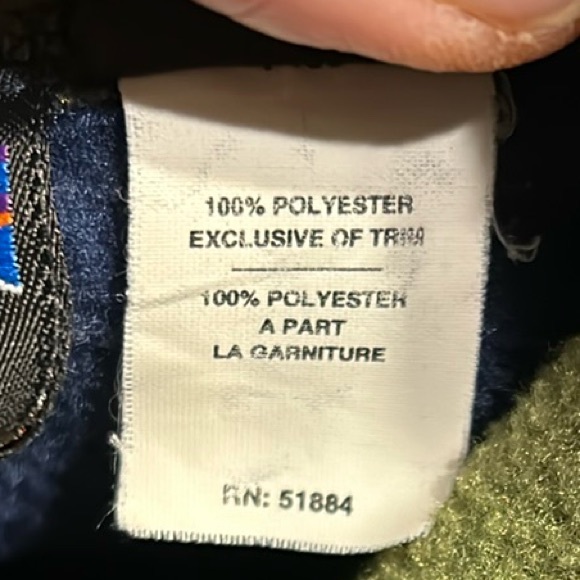 100% POLYESTER
EXCLUSIVE OF TRIM
100% POLYESTER
A PART
LA GARNITURE
RN: 51884